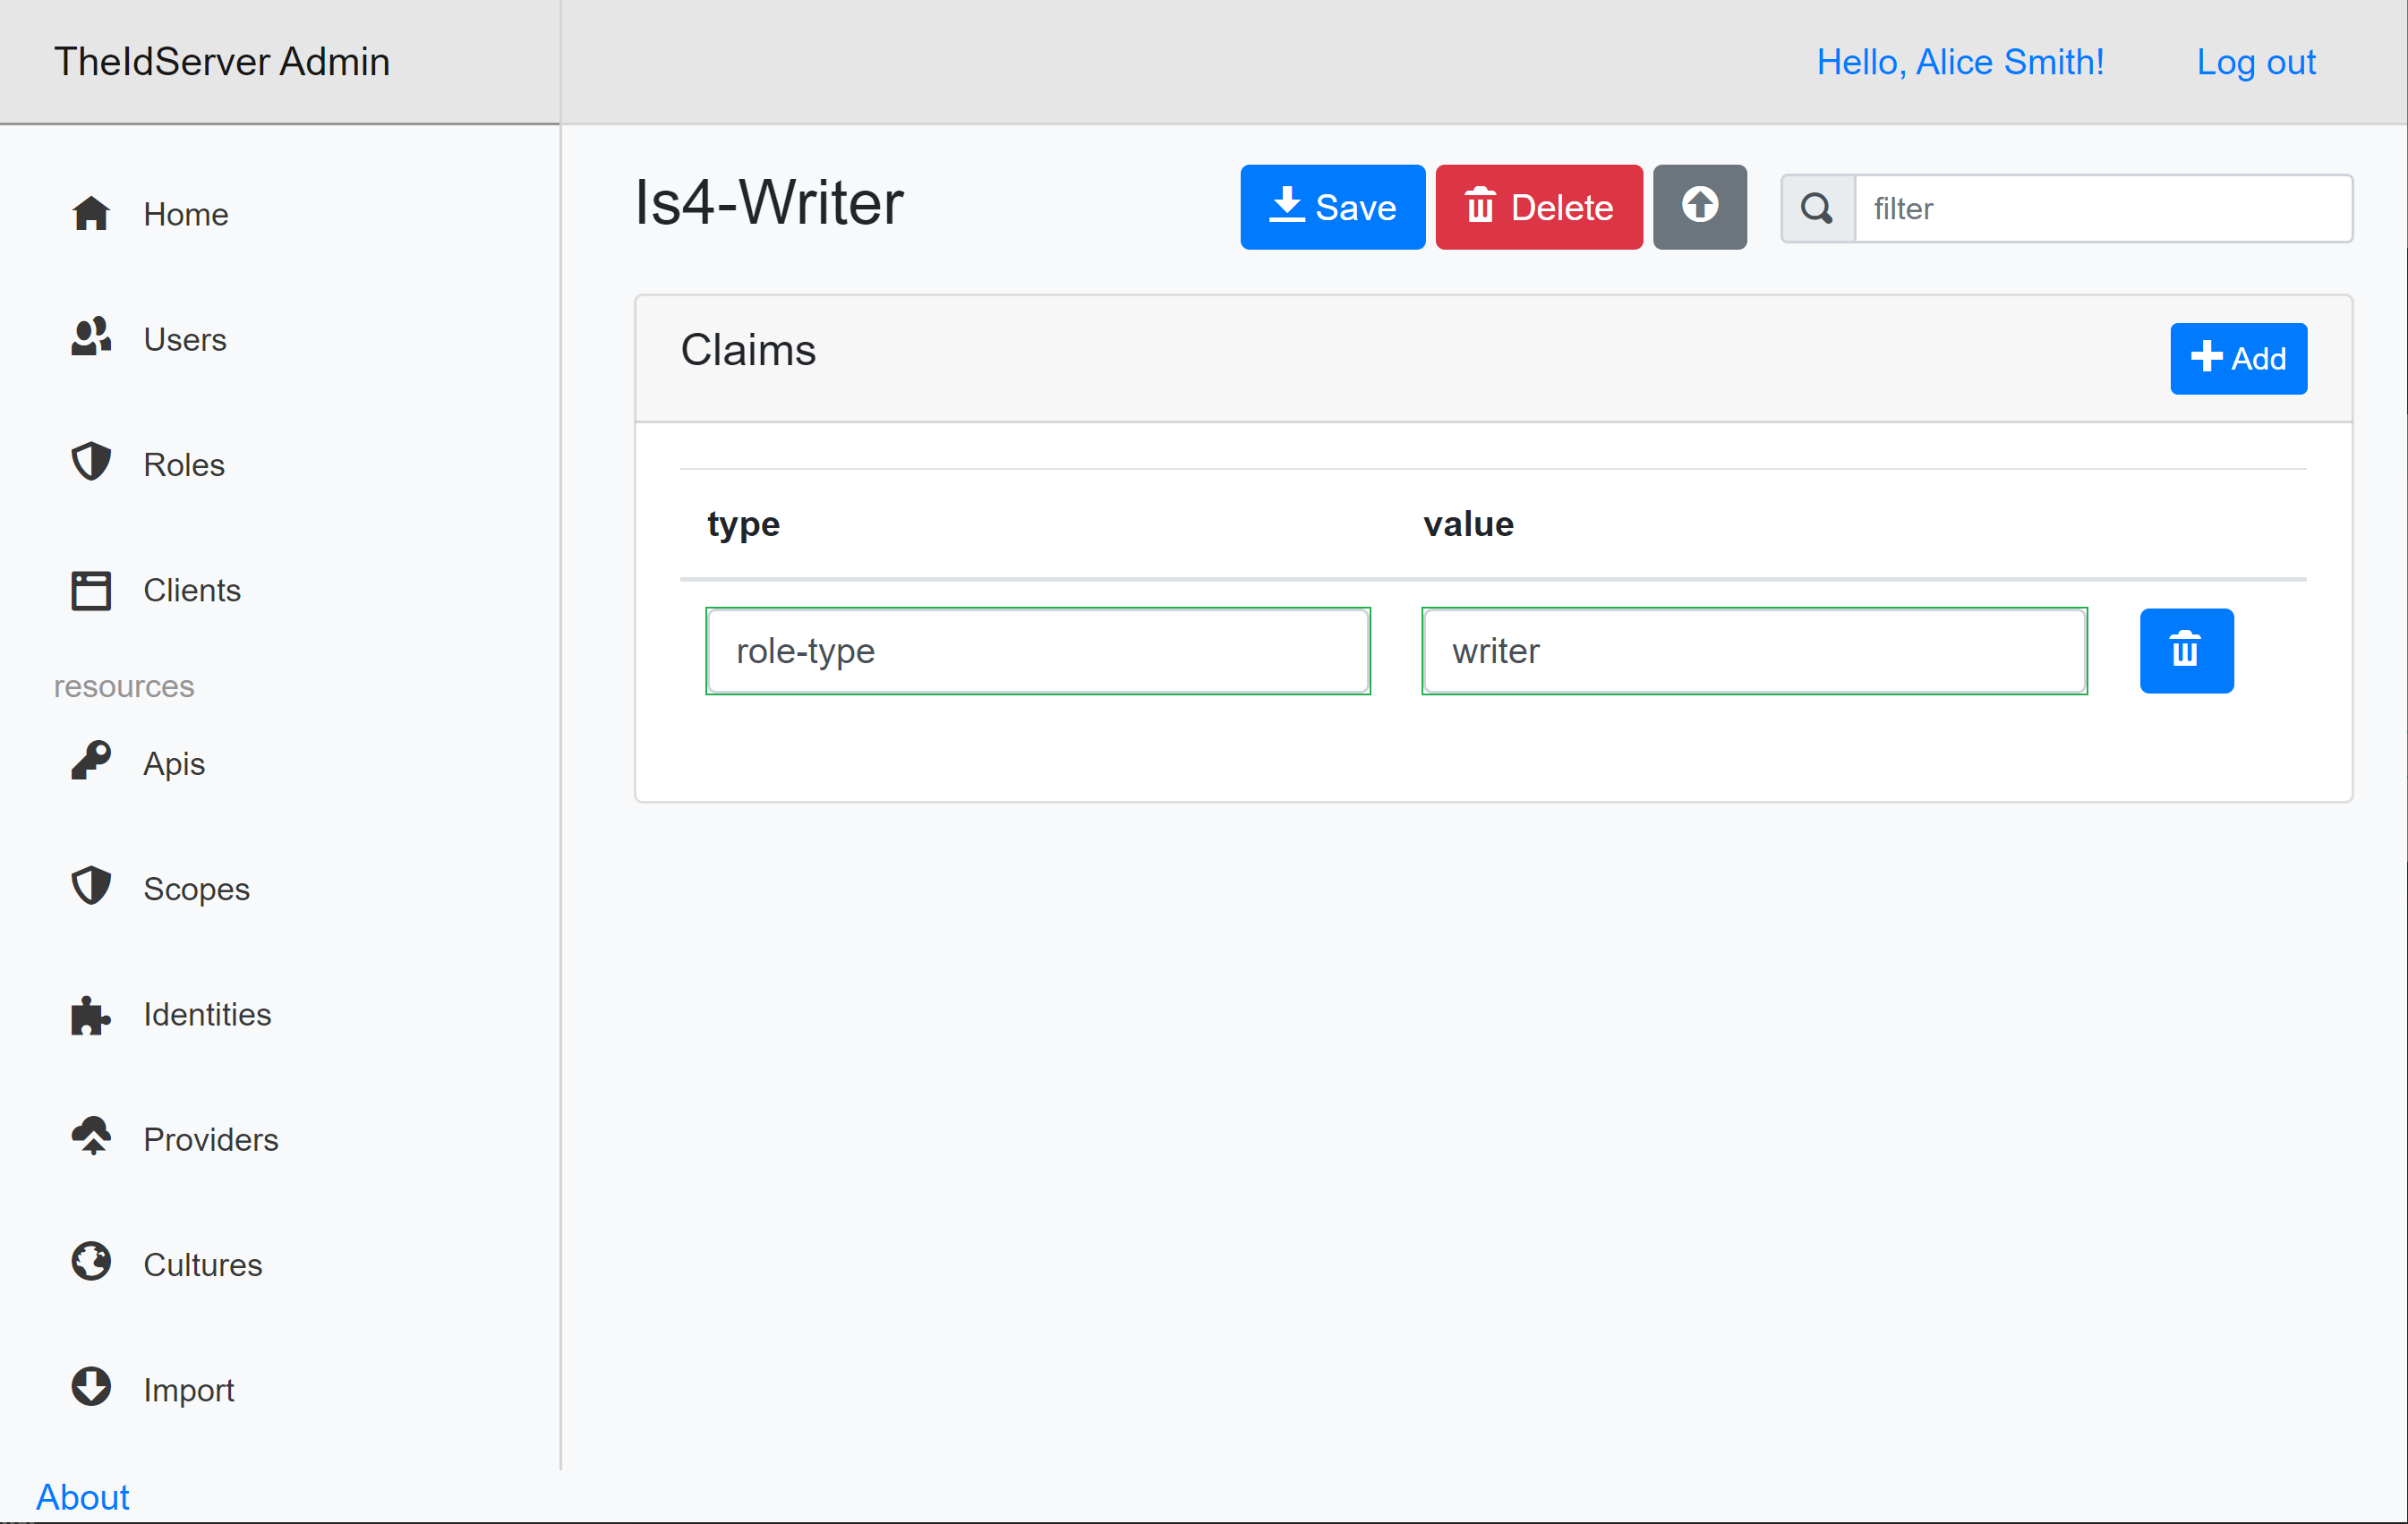 TheIdServer Admin
Hello, Alice Smith!
Log out
Home
Users
Roles
Clients
resources
Apis
Scopes
Identities
Providers
Cultures
Import
About
Is4-Writer
Save
Delete
filter
Claims
Add
type value
role-type writer